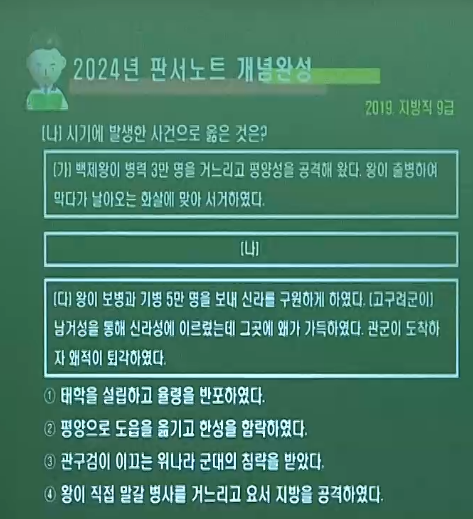 2024년 판서노트 개념완성
2019. 지방직 9급
(나) 시기에 발생한 사건으로 옳은 것은?
(가) 백제왕이 병력 3만 명을 거느리고 평양성을 공격해 왔다. 왕이 출병하여
막다가 날아오는 화살에 맞아 서거하였다.
(나)
(다) 왕이 보병과 기병 5만 명을 보내 신라를 구원하게 하였다. (고구려군이)
남거성을 통해 신라성에 이르렀는데 그곳에 왜가 가득하였다. 관군이 도착하
자 왜적이 퇴각하였다.
① 태학을 설립하고 율령을 반포하였다.
② 평양으로 도읍을 옮기고 한성을 함락하였다.
③ 관구검이 이끄는 위나라 군대의 침략을 받았다.
④ 왕이 직접 말갈 병사를 거느리고 요서 지방을 공격하였다.